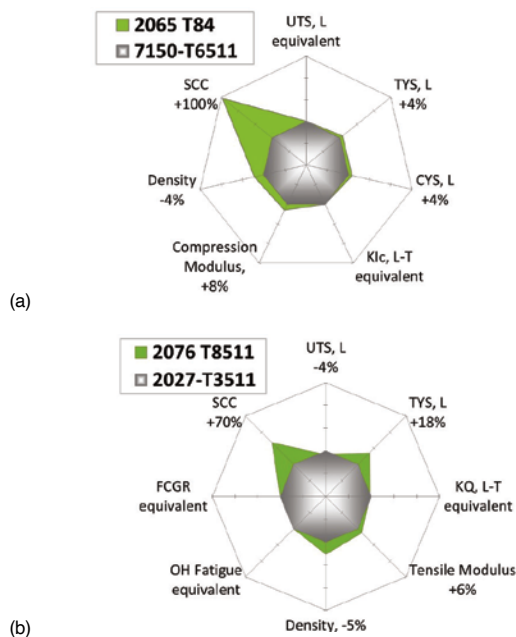 2065 T84
7150-T6511
UTS, L
equivalent
TYS, L
+4%
CYS, L
+4%
KIc, L-T
equivalent
Compression
Modulus,
+8%
Density
-4%
SCC
+100%
(a)
2076 T8511
2027-T3511
UTS, L
-4%
TYS, L
+18%
KQ, L-T
equivalent
Tensile Modulus
+6%
Density, -5%
OH Fatigue
equivalent
FCGR
equivalent
SCC
+70%
(b)